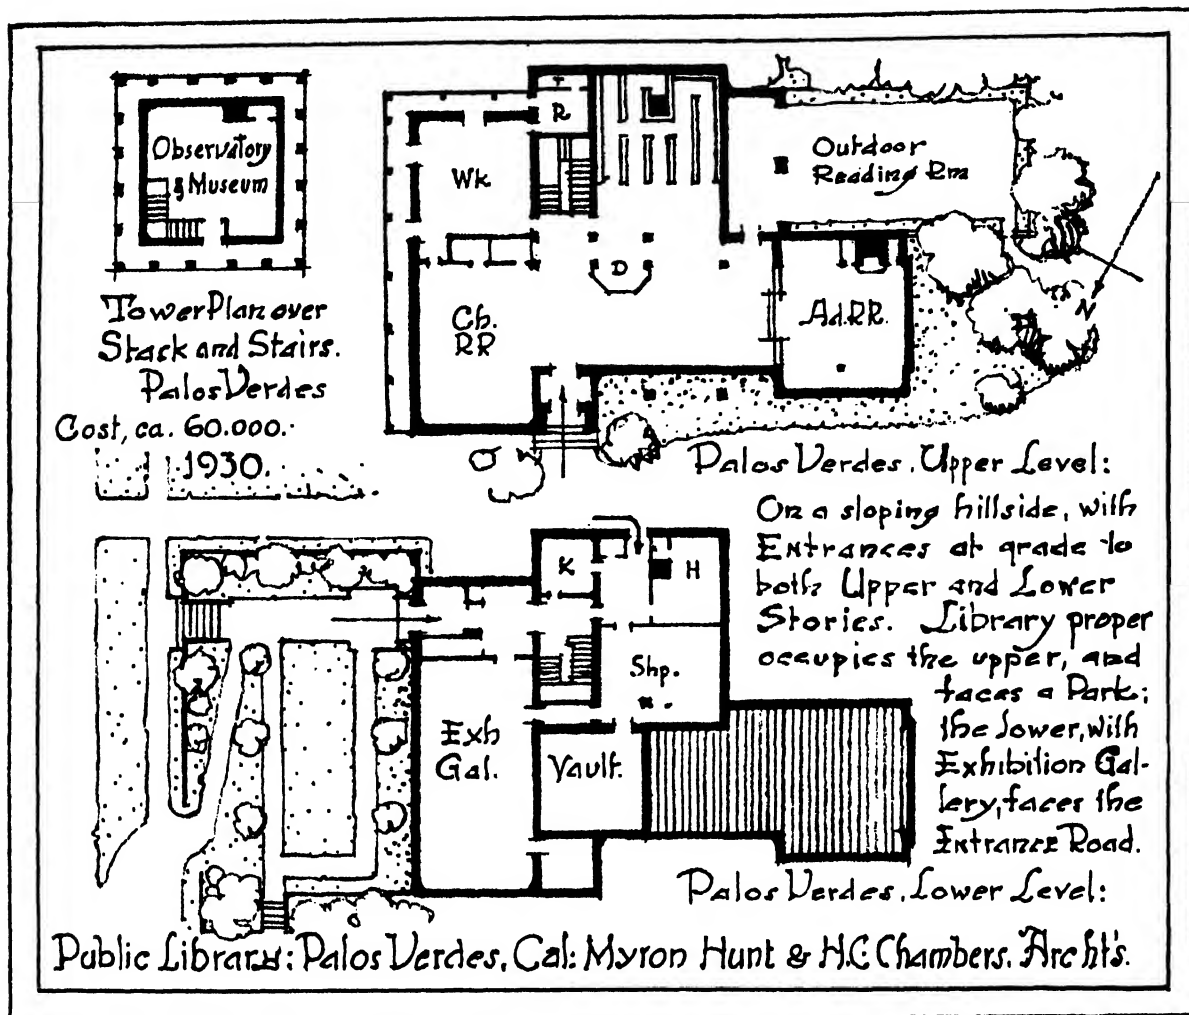 Observatory
& Museum
Tower Plan over
Stack and Stairs.
Palos Verdes
Cost, ca. 60.000.
1930.
T
R
Wk.
Outdoor
Reading Rm
D
Ch.
RR
Ad.RR.
N
Palos Verdes. Upper Level:
On a sloping hillside, with
Entrances at grade to
both Upper and Lower
Stories. Library proper
occupies the upper, and
faces a Park;
the lower, with
Exhibition Gal-
lery, faces the
Entrance Road.
K
H
Shp.
Exh
Gal.
Vault.
Palos Verdes. Lower Level:
Public Library: Palos Verdes. Cal: Myron Hunt & H.C. Chambers. Archt's.